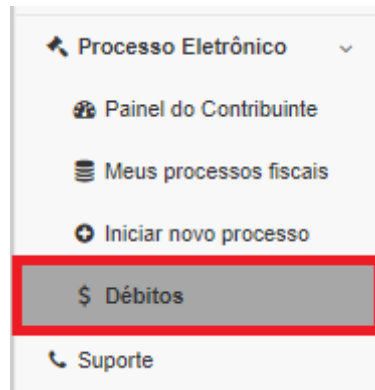 Processo Eletrônico
Painel do Contribuinte
Meus processos fiscais
Iniciar novo processo
$ Débitos
Suporte